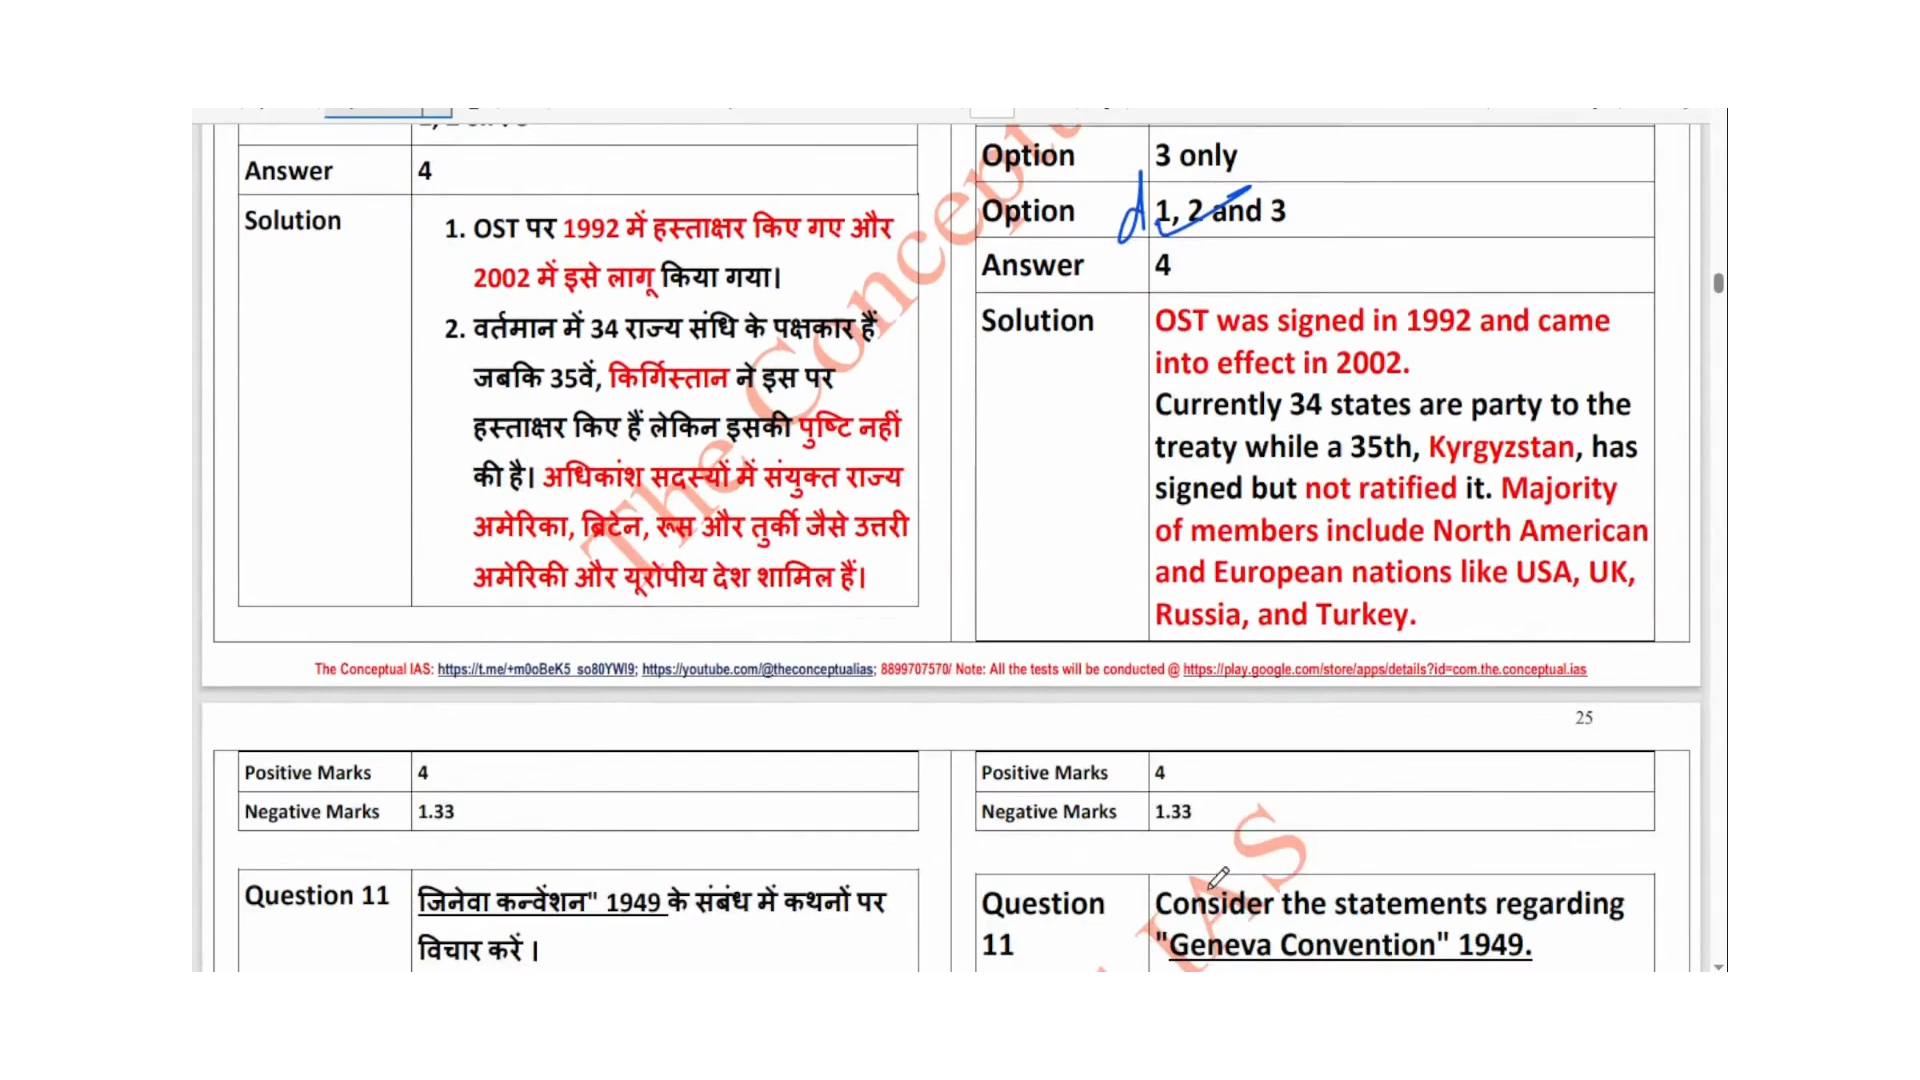 Answer 4
Solution 1. OST पर 1992 में हस्ताक्षर किए गए और
2002 में इसे लागू किया गया।
2. वर्तमान में 34 राज्य संधि के पक्षकार हैं
जबकि 35वें, किर्गिस्तान ने इस पर
हस्ताक्षर किए हैं लेकिन इसकी पुष्टि नहीं
की है। अधिकांश सदस्यों में संयुक्त राज्य
अमेरिका, ब्रिटेन, रूस और तुर्की जैसे उत्तरी
अमेरिकी और यूरोपीय देश शामिल हैं।
Option 3 only
Option d 1, 2 and 3
Answer 4
Solution OST was signed in 1992 and came
into effect in 2002.
Currently 34 states are party to the
treaty while a 35th, Kyrgyzstan, has
signed but not ratified it. Majority
of members include North American
and European nations like USA, UK,
Russia, and Turkey.
The Concept
The Conceptual IAS: https://t.me/+m0oBeK5_so80YWI9; https://youtube.com/@theconceptualias; 8899707570/ Note: All the tests will be conducted @ https://play.google.com/store/apps/details?id=com.the.conceptual.ias
25
Positive Marks 4
Negative Marks 1.33
Question 11 जिनेवा कन्वेंशन" 1949 के संबंध में कथनों पर
विचार करें ।
Positive Marks 4
Negative Marks 1.33
Question 11 Consider the statements regarding
"Geneva Convention" 1949.
IAS